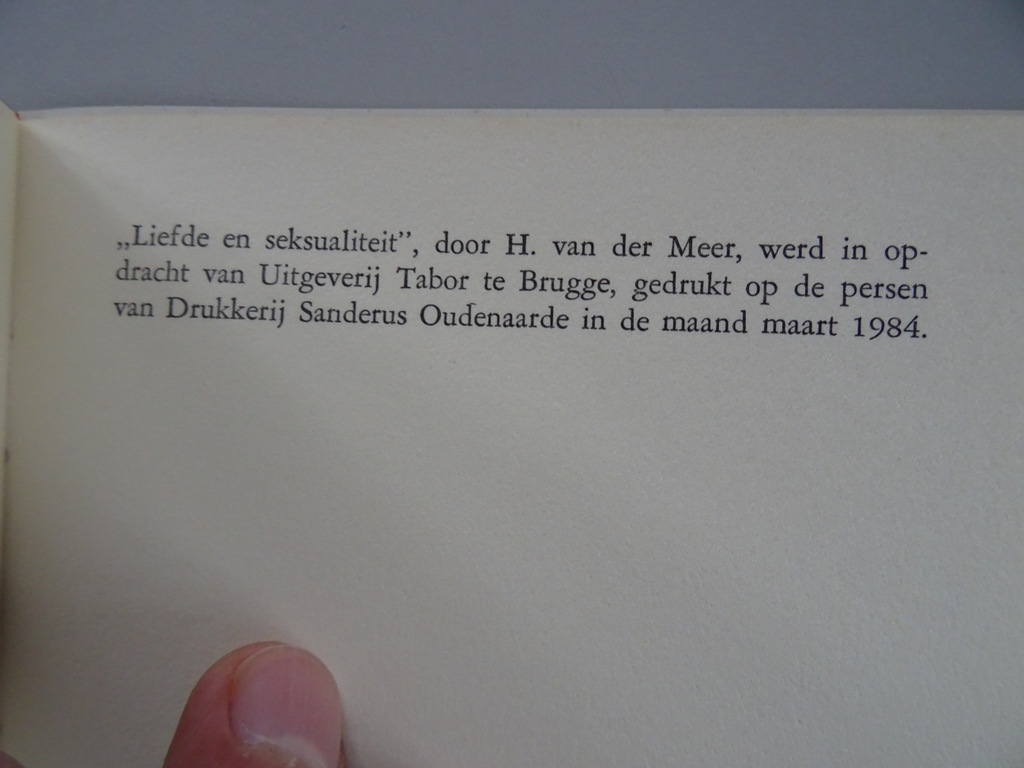 „Liefde en seksualiteit”, door H. van der Meer, werd in op-
dracht van Uitgeverij Tabor te Brugge, gedrukt op de persen
van Drukkerij Sanderus Oudenaarde in de maand maart 1984.